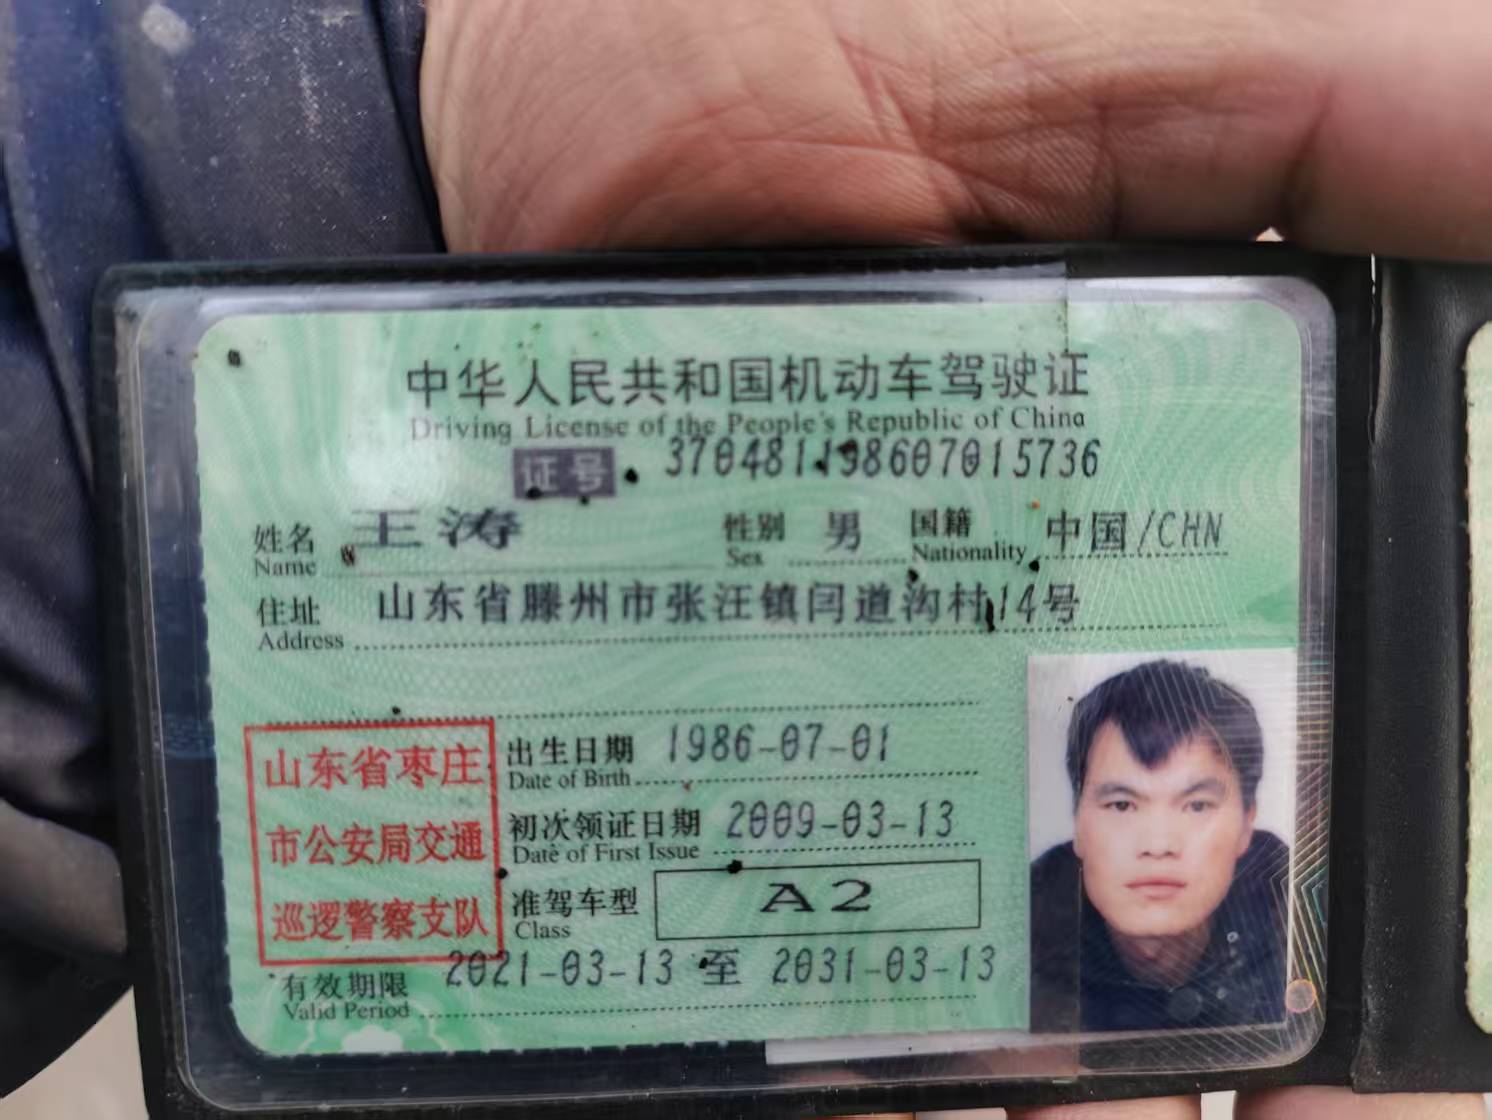 中华人民共和国机动车驾驶证
Driving License of the People's Republic of China
证号 370481198607015736
姓名 王涛 性别 男 国籍 中国/CHN
Name Sex Nationality
住址 山东省滕州市张汪镇闫道沟村14号
Address
山东省枣庄
市公安局交通
巡逻警察支队
出生日期 1986-07-01
Date of Birth
初次领证日期 2009-03-13
Date of First Issue
准驾车型 A2
Class
有效期限 2021-03-13 至 2031-03-13
Valid Period